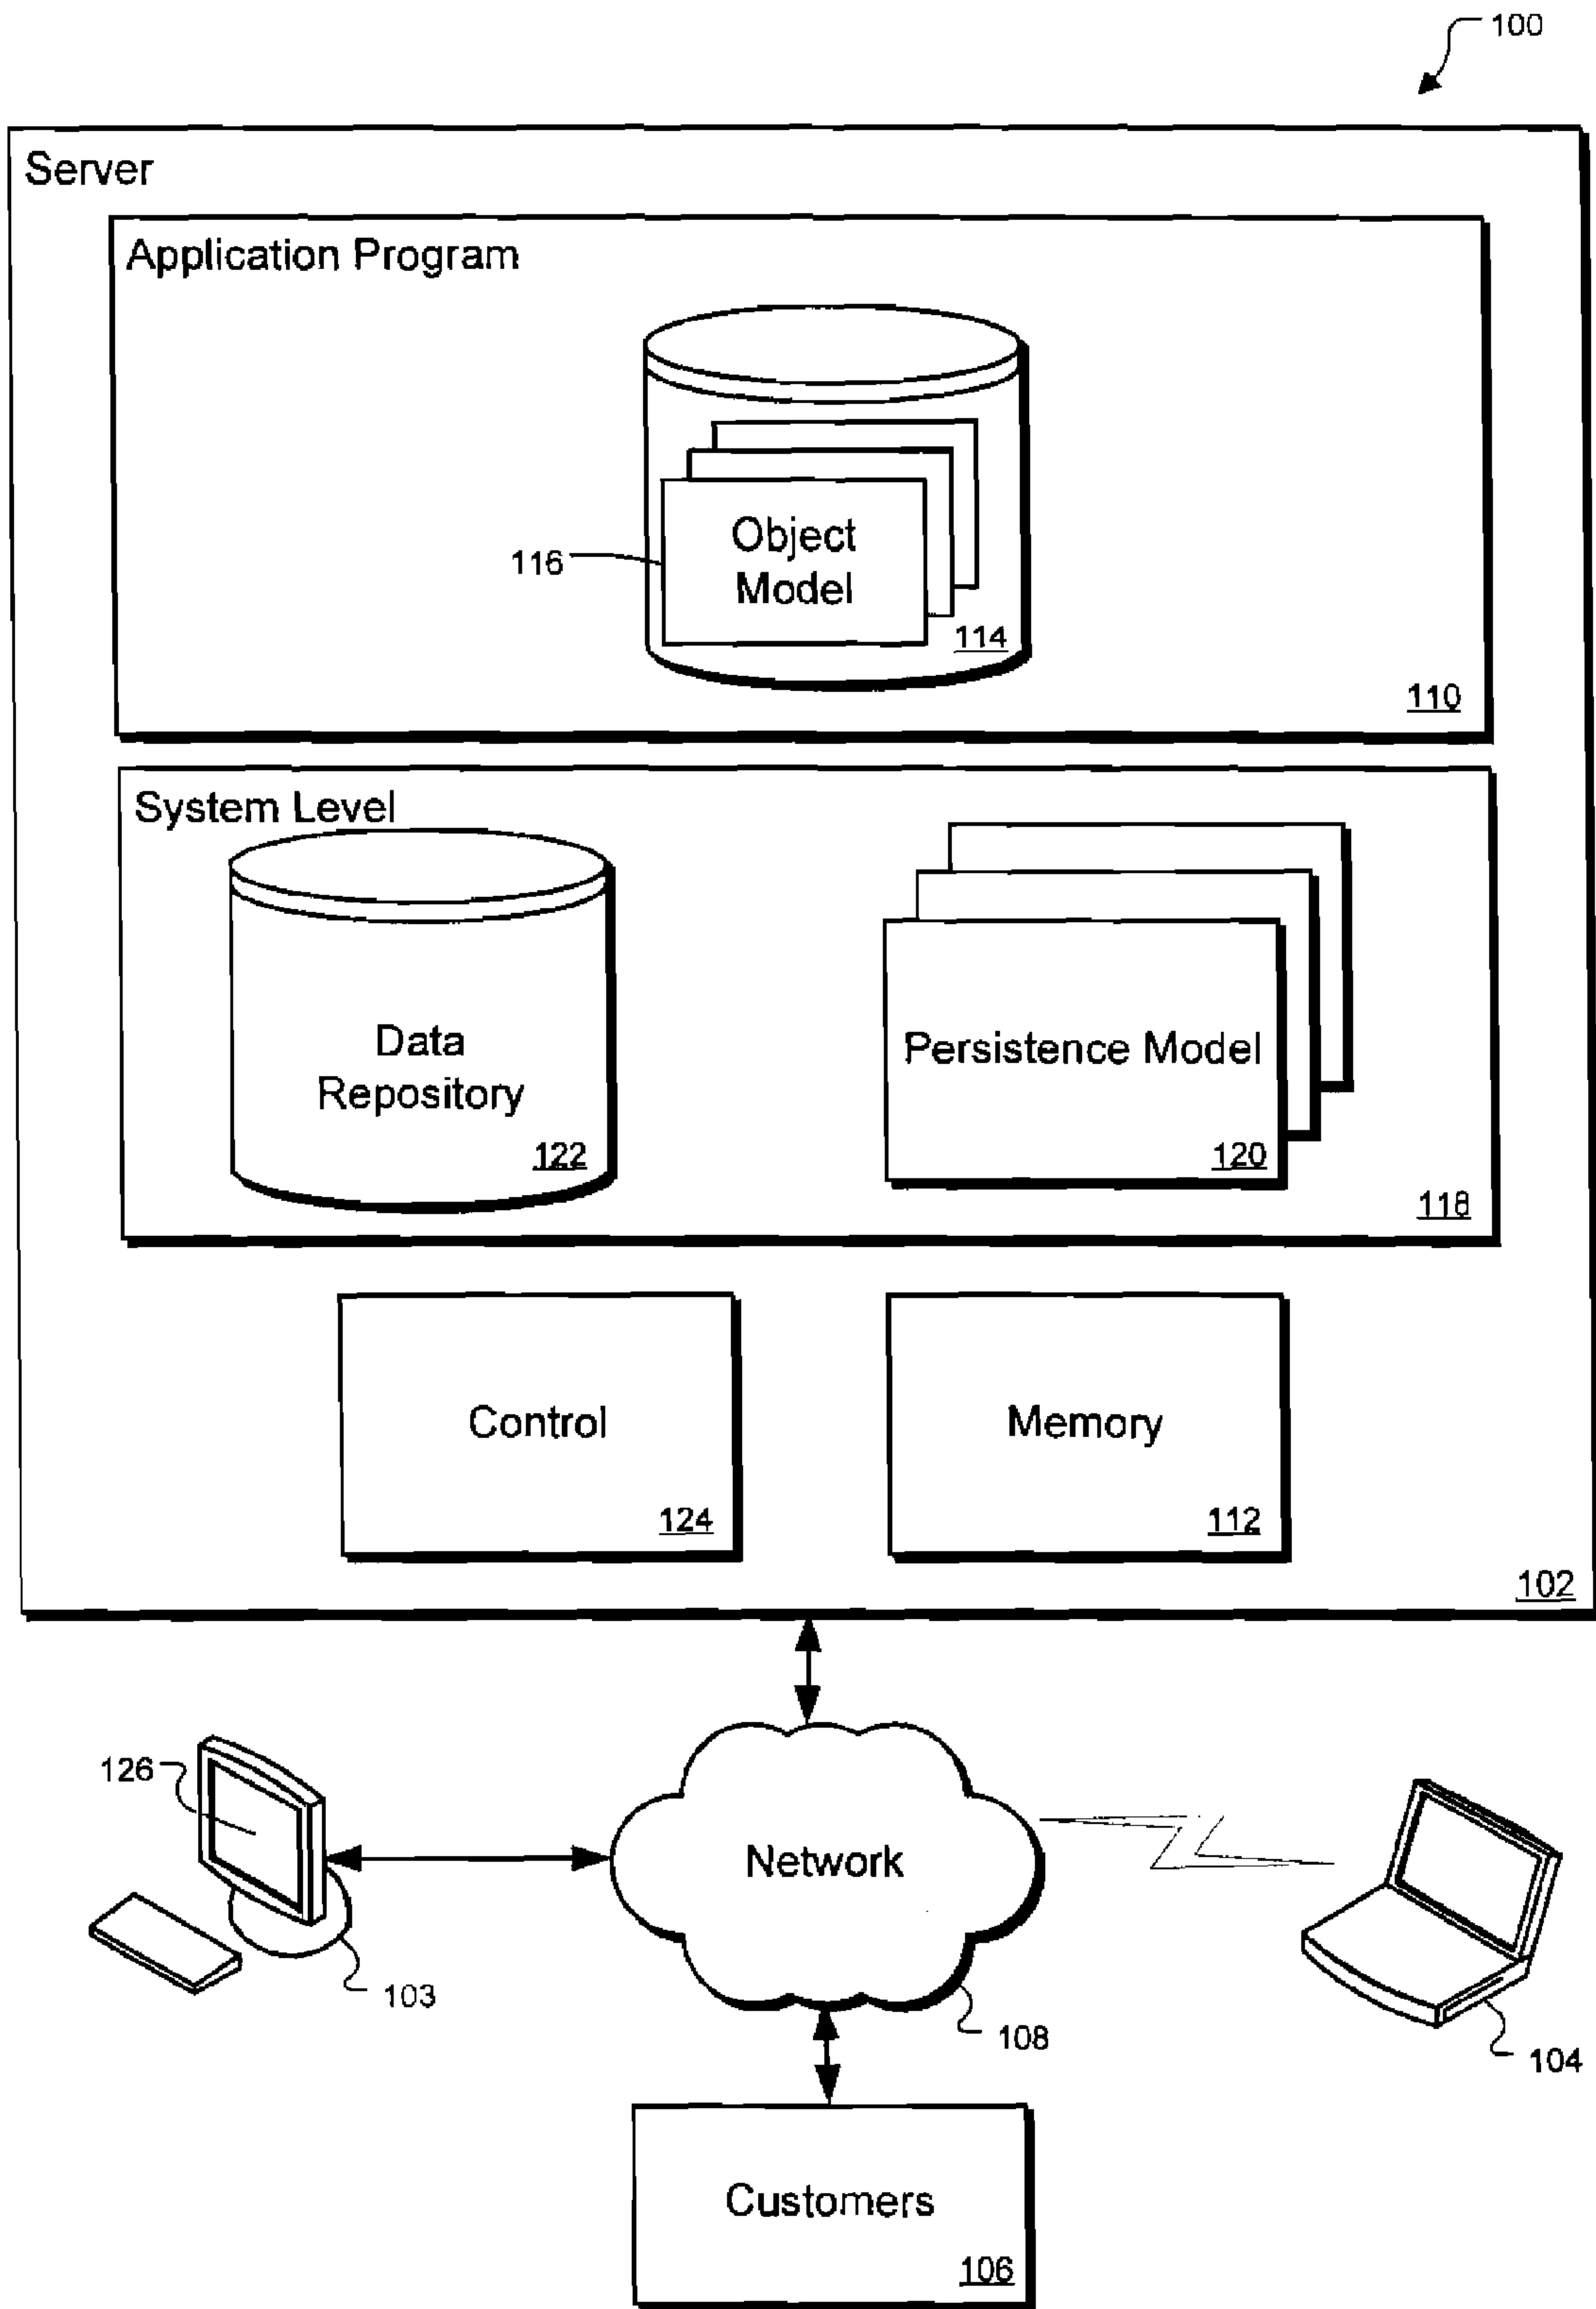 100
Server
Application Program
Object
Model
116
114
110
System Level
Data
Repository
122
Persistence Model
120
118
Control
124
Memory
112
102
126
103
Network
108
104
Customers
106